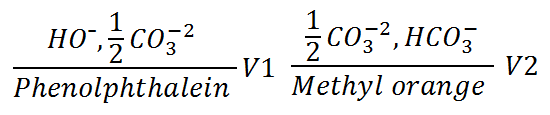 HO⁻, 1/2 CO₃⁻² / Phenolphthalein V1
1/2 CO₃⁻², HCO₃⁻ / Methyl orange V2